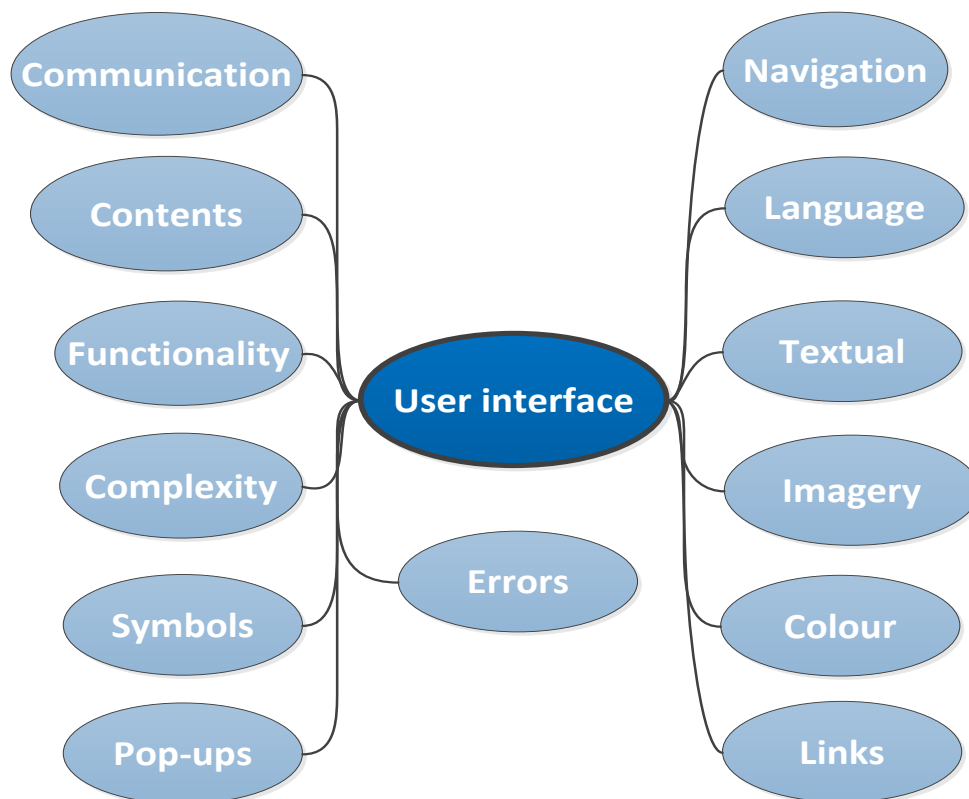 Communication
Navigation
Contents
Language
Functionality
Textual
User interface
Complexity
Imagery
Errors
Symbols
Colour
Pop-ups
Links